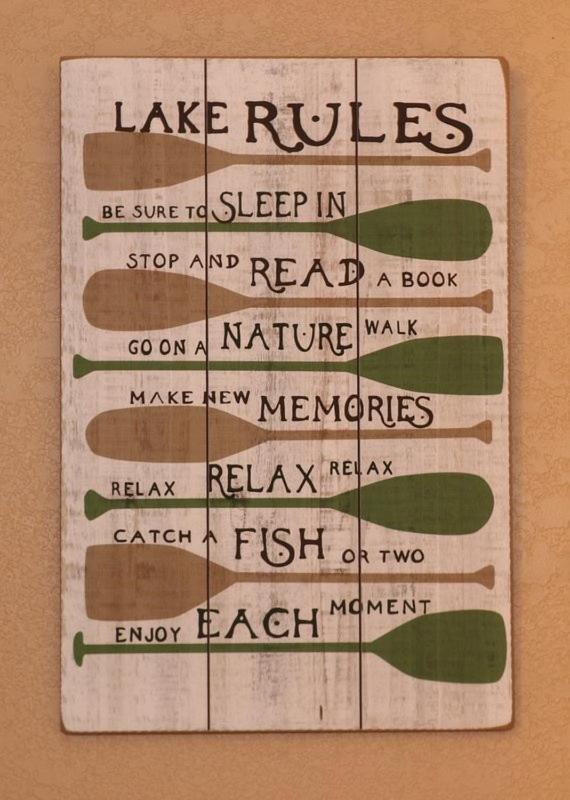 LAKE RULES
BE SURE TO SLEEP IN
STOP AND READ A BOOK
GO ON A NATURE WALK
MAKE NEW MEMORIES
RELAX RELAX RELAX
CATCH A FISH OR TWO
ENJOY EACH MOMENT